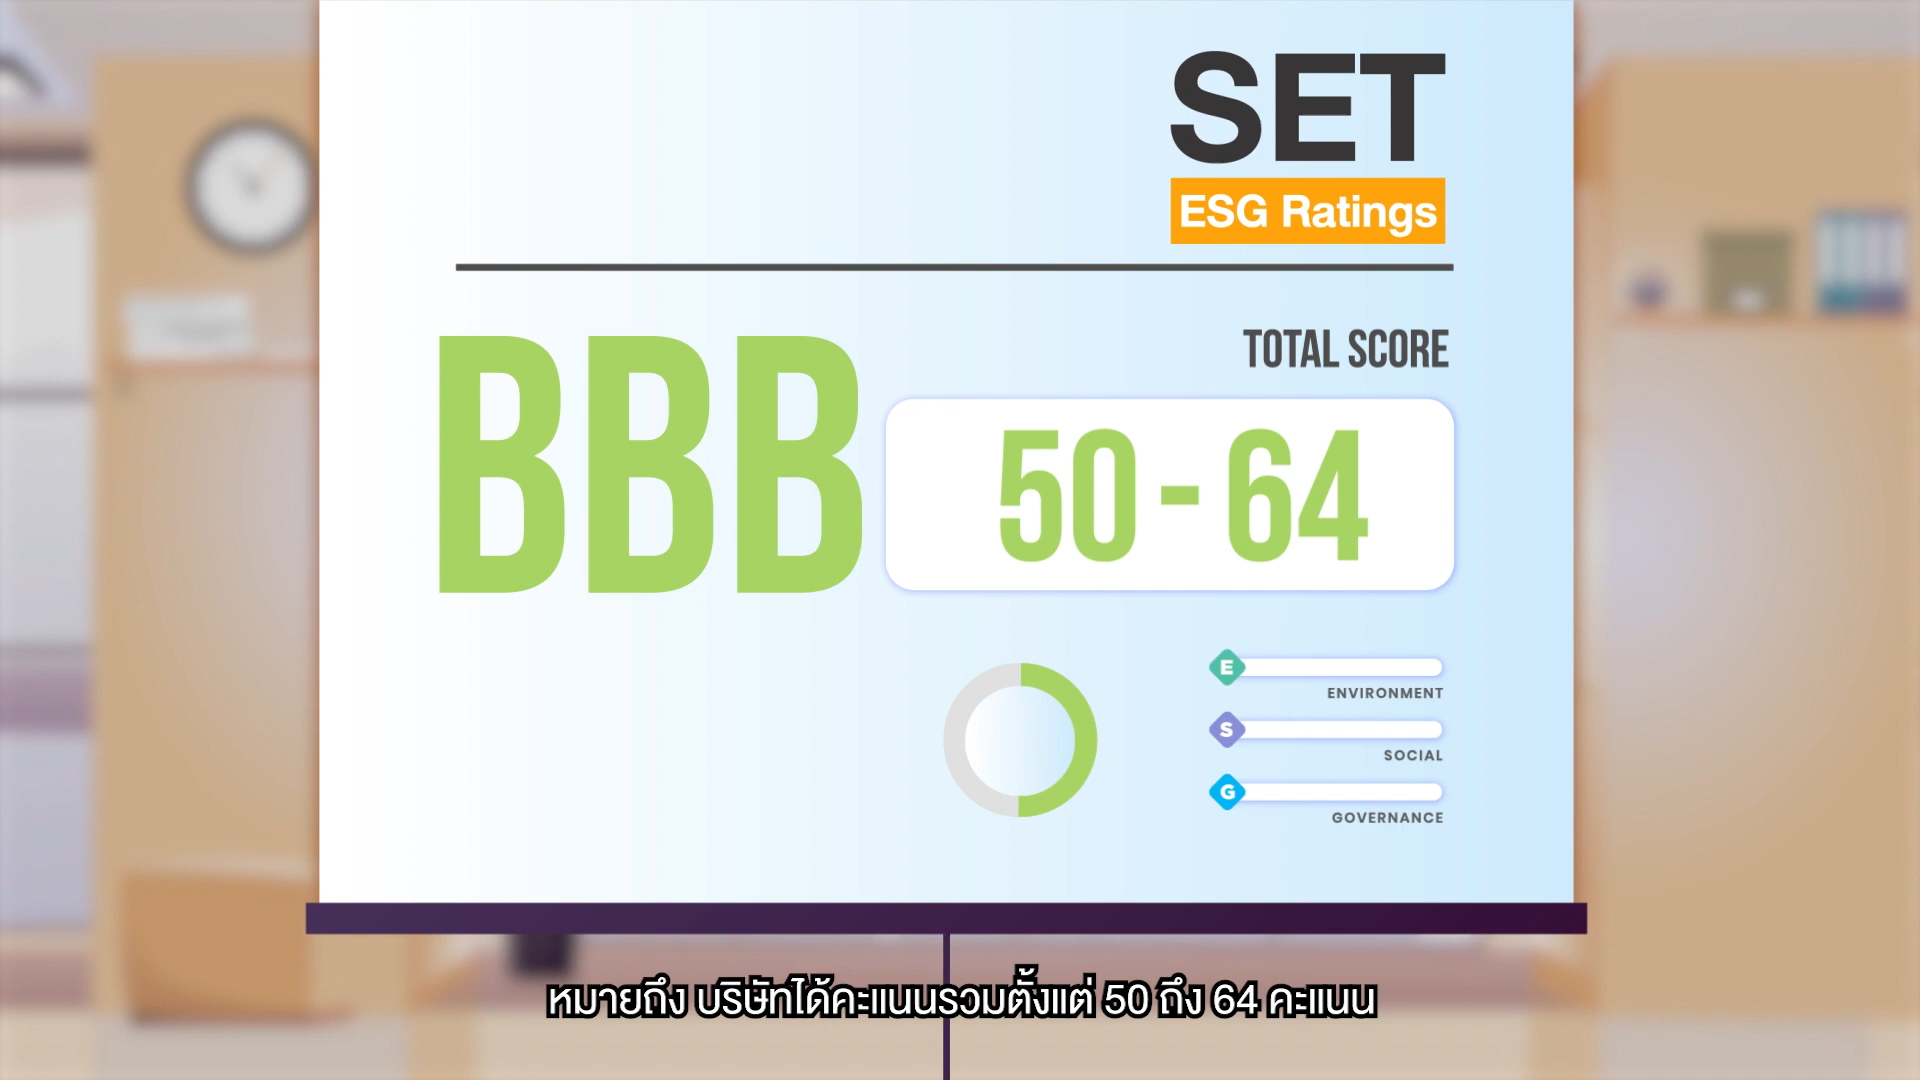 SET
ESG Ratings
BBB
TOTAL SCORE
50 - 64
E
ENVIRONMENT
S
SOCIAL
G
GOVERNANCE
หมายถึง บริษัทได้คะแนนรวมตั้งแต่ 50 ถึง 64 คะแนน